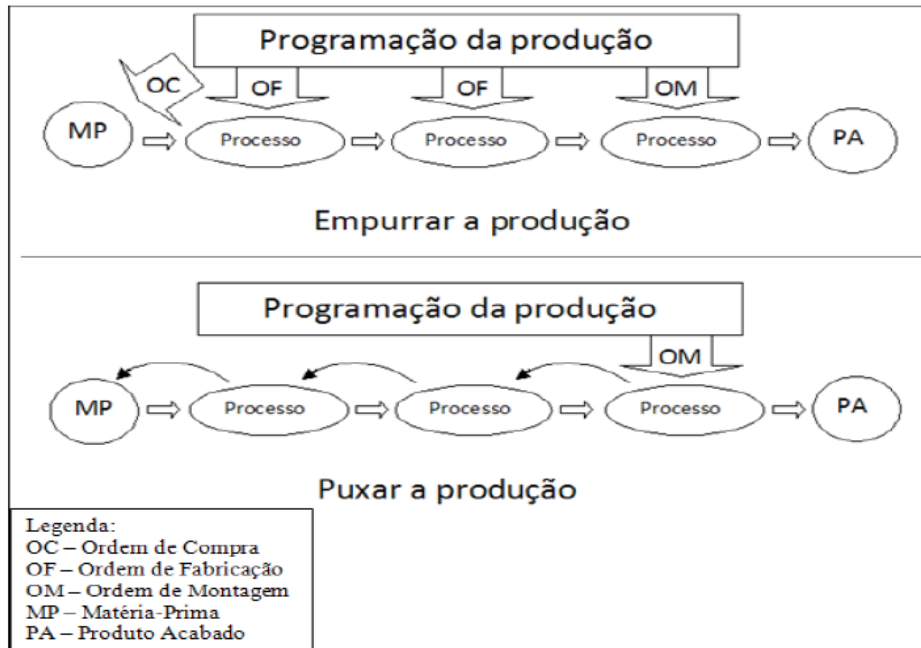 Programação da produção
OC
OF
OF
OM
MP
Processo
Processo
Processo
PA
Empurrar a produção
Programação da produção
OM
MP
Processo
Processo
Processo
PA
Puxar a produção
Legenda:
OC – Ordem de Compra
OF – Ordem de Fabricação
OM – Ordem de Montagem
MP – Matéria-Prima
PA – Produto Acabado